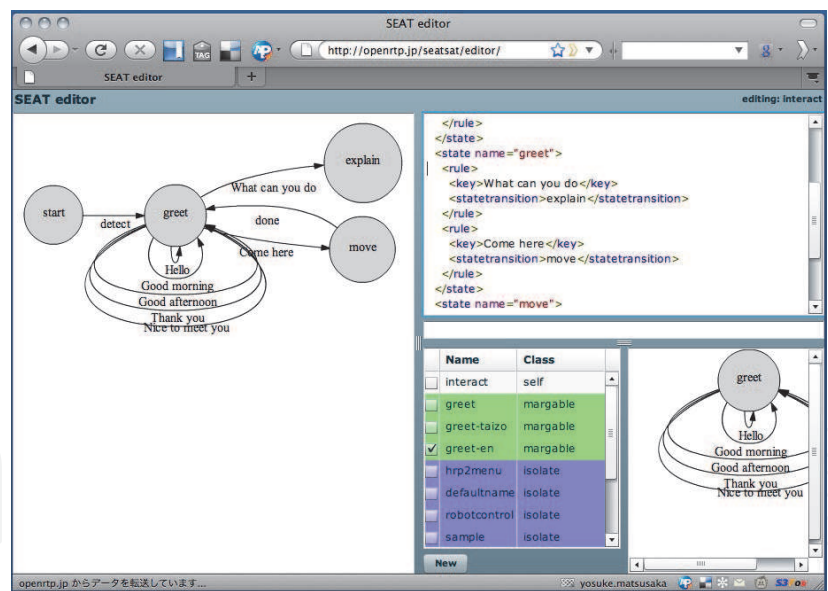 SEAT editor
TAG
http://openrtp.jp/seatsat/editor/
SEAT editor
SEAT editor
editing: interact
explain
What can you do
start
detect
greet
done
Come here
move
Hello
Good morning
Good afternoon
Thank you
Nice to meet you
</rule>
</state>
<state name="greet">
<rule>
<key>What can you do</key>
<statetransition>explain</statetransition>
</rule>
<rule>
<key>Come here</key>
<statetransition>move</statetransition>
</rule>
</state>
<state name="move">
Name Class
interact self
greet margable
greet-taizo margable
greet-en margable
hrp2menu isolate
defaultname isolate
robotcontrol isolate
sample isolate
New
greet
Hello
Good morning
Good afternoon
Thank you
Nice to meet you
openrtp.jp からデータを転送しています...
yosuke.matsusaka